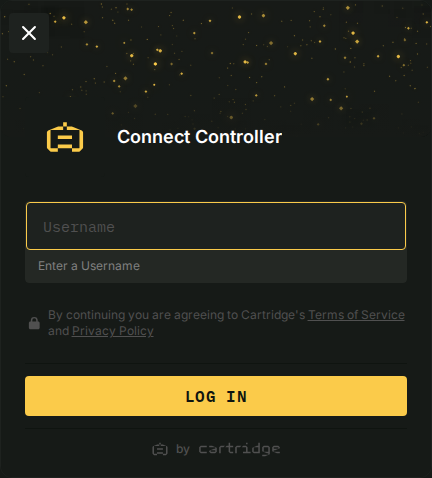 Connect Controller
Username
Enter a Username
By continuing you are agreeing to Cartridge's Terms of Service
and Privacy Policy
LOG IN
by cartridge